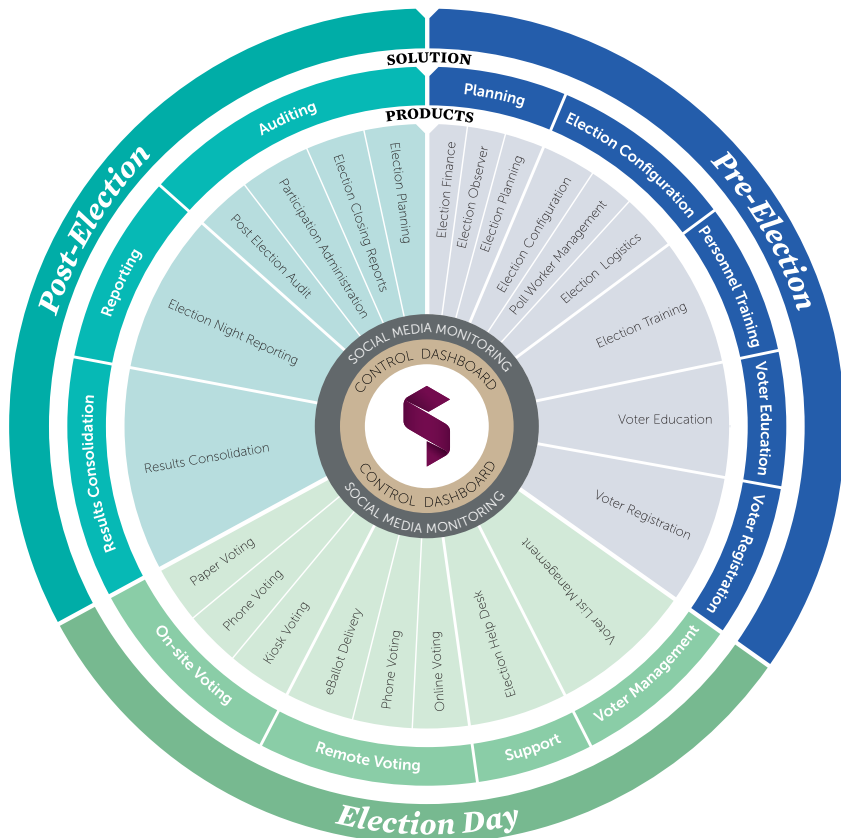 SOLUTION
PRODUCTS
Pre-Election
Planning
Election Configuration
Personnel Training
Voter Education
Voter Registration
Election Finance
Election Observer
Election Planning
Election Configuration
Poll Worker Management
Election Logistics
Election Training
Voter Education
Voter Registration
Election Day
Voter Management
Support
Remote Voting
On-site Voting
Voter List Management
Election Help Desk
Online Voting
Phone Voting
eBallot Delivery
Kiosk Voting
Phone Voting
Paper Voting
Post-Election
Results Consolidation
Reporting
Auditing
Results Consolidation
Election Night Reporting
Post Election Audit
Participation Administration
Election Closing Reports
Election Planning
SOCIAL MEDIA MONITORING
CONTROL DASHBOARD
CONTROL DASHBOARD
SOCIAL MEDIA MONITORING